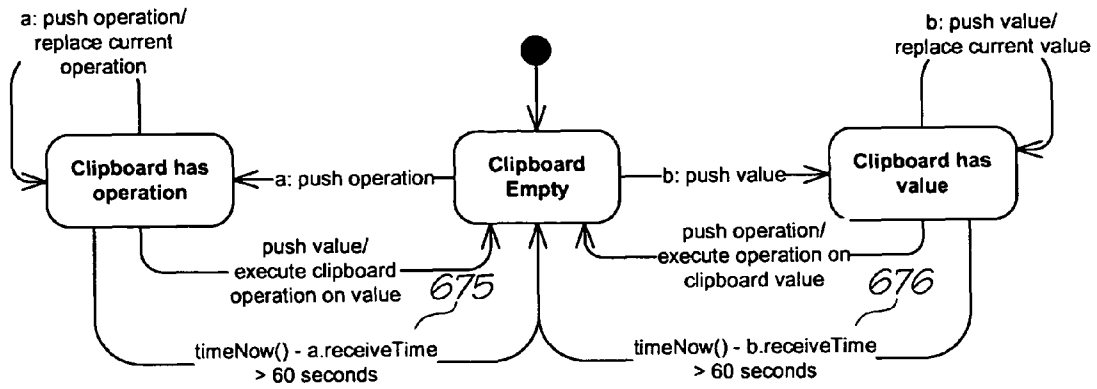 a: push operation/
replace current
operation
b: push value/
replace current value
Clipboard has
operation
a: push operation
Clipboard
Empty
b: push value
Clipboard has
value
push value/
execute clipboard
operation on value
675
push operation/
execute operation on
clipboard value
676
timeNow() - a.receiveTime
> 60 seconds
timeNow() - b.receiveTime
> 60 seconds